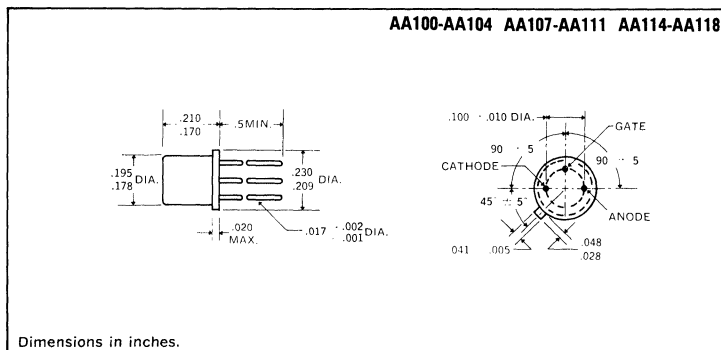 AA100-AA104 AA107-AA111 AA114-AA118
.210
.170
.5MIN.
.195
.178
DIA.
.230
.209
DIA.
.020
MAX.
.017
.002
.001
DIA.
.100 .010 DIA.
GATE
90 5
90 5
CATHODE
45° 5°
ANODE
041 .005
.048
.028
Dimensions in inches.